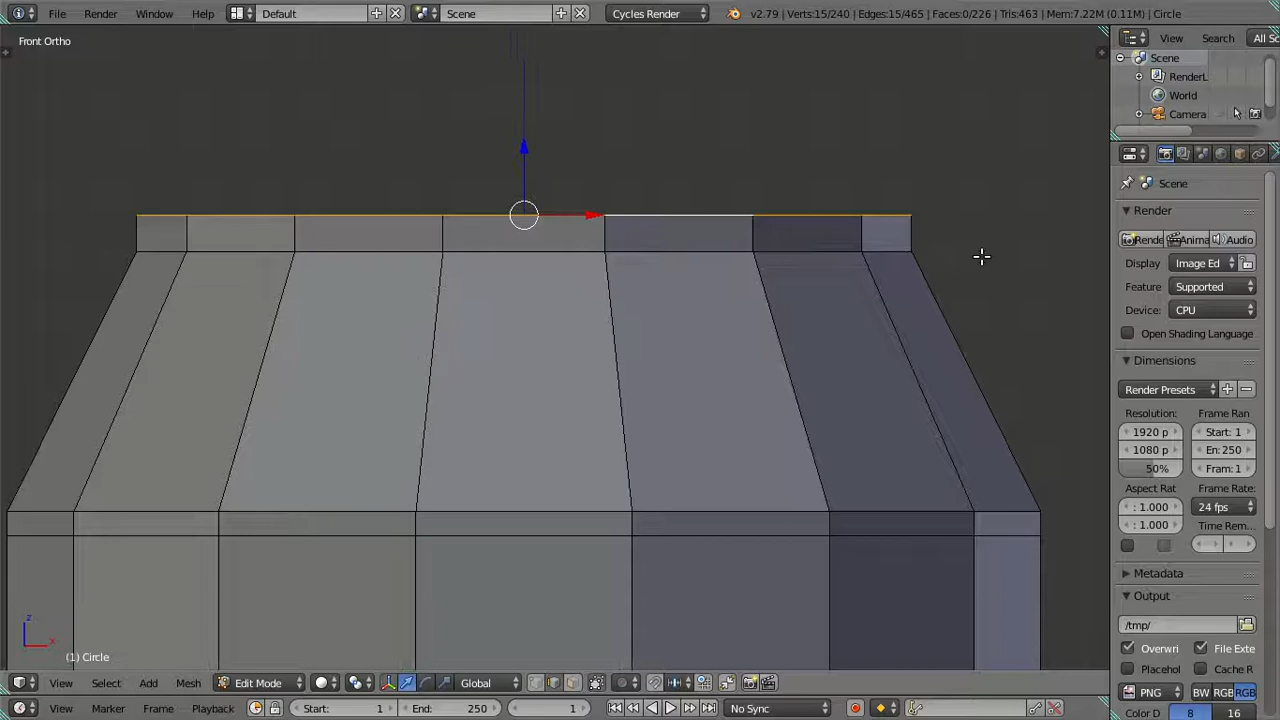 File Render Window Help Default Scene Cycles Render v2.79 | Verts:15/240 | Edges:15/465 | Faces:0/226 | Tris:463 | Mem:7.22M (0.11M) | Circle
Front Ortho
View Search All Sc
Scene
RenderL
World
Camera
Scene
Render
Rende Anima Audio
Display Image Ed
Feature Supported
Device: CPU
Open Shading Language
Dimensions
Render Presets
Resolution: Frame Ran
1920 p Start: 1
1080 p En: 250
50% Fram: 1
Aspect Rat Frame Rate:
: 1.000 24 fps
: 1.000 Time Rem...
Metadata
Output
/tmp/
Overwri File Exte
Placehol Cache R
PNG BW RGB RGB
Color D 8 16
z
x
(1) Circle
View Select Add Mesh Edit Mode Global
View Marker Frame Playback Start: 1 End: 250 1 No Sync